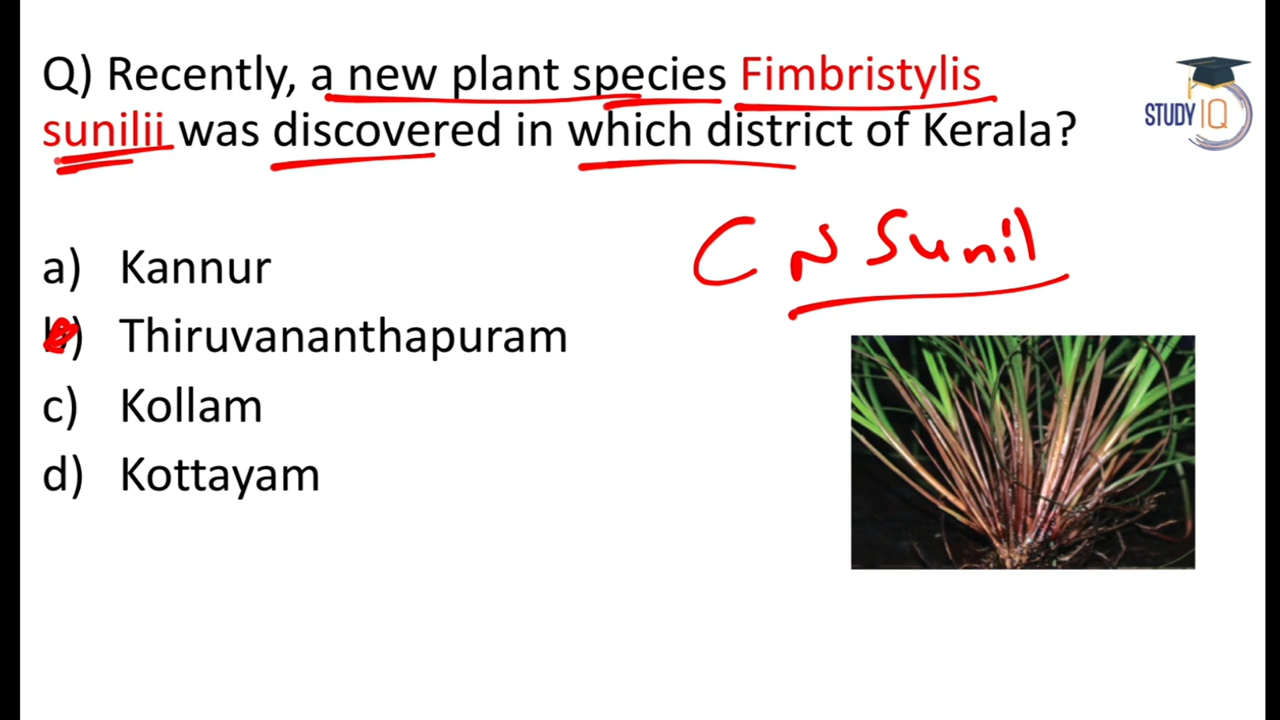 Q) Recently, a new plant species Fimbristylis
sunilii was discovered in which district of Kerala?
STUDY IQ
C N Sunil
a) Kannur
b) Thiruvananthapuram
c) Kollam
d) Kottayam